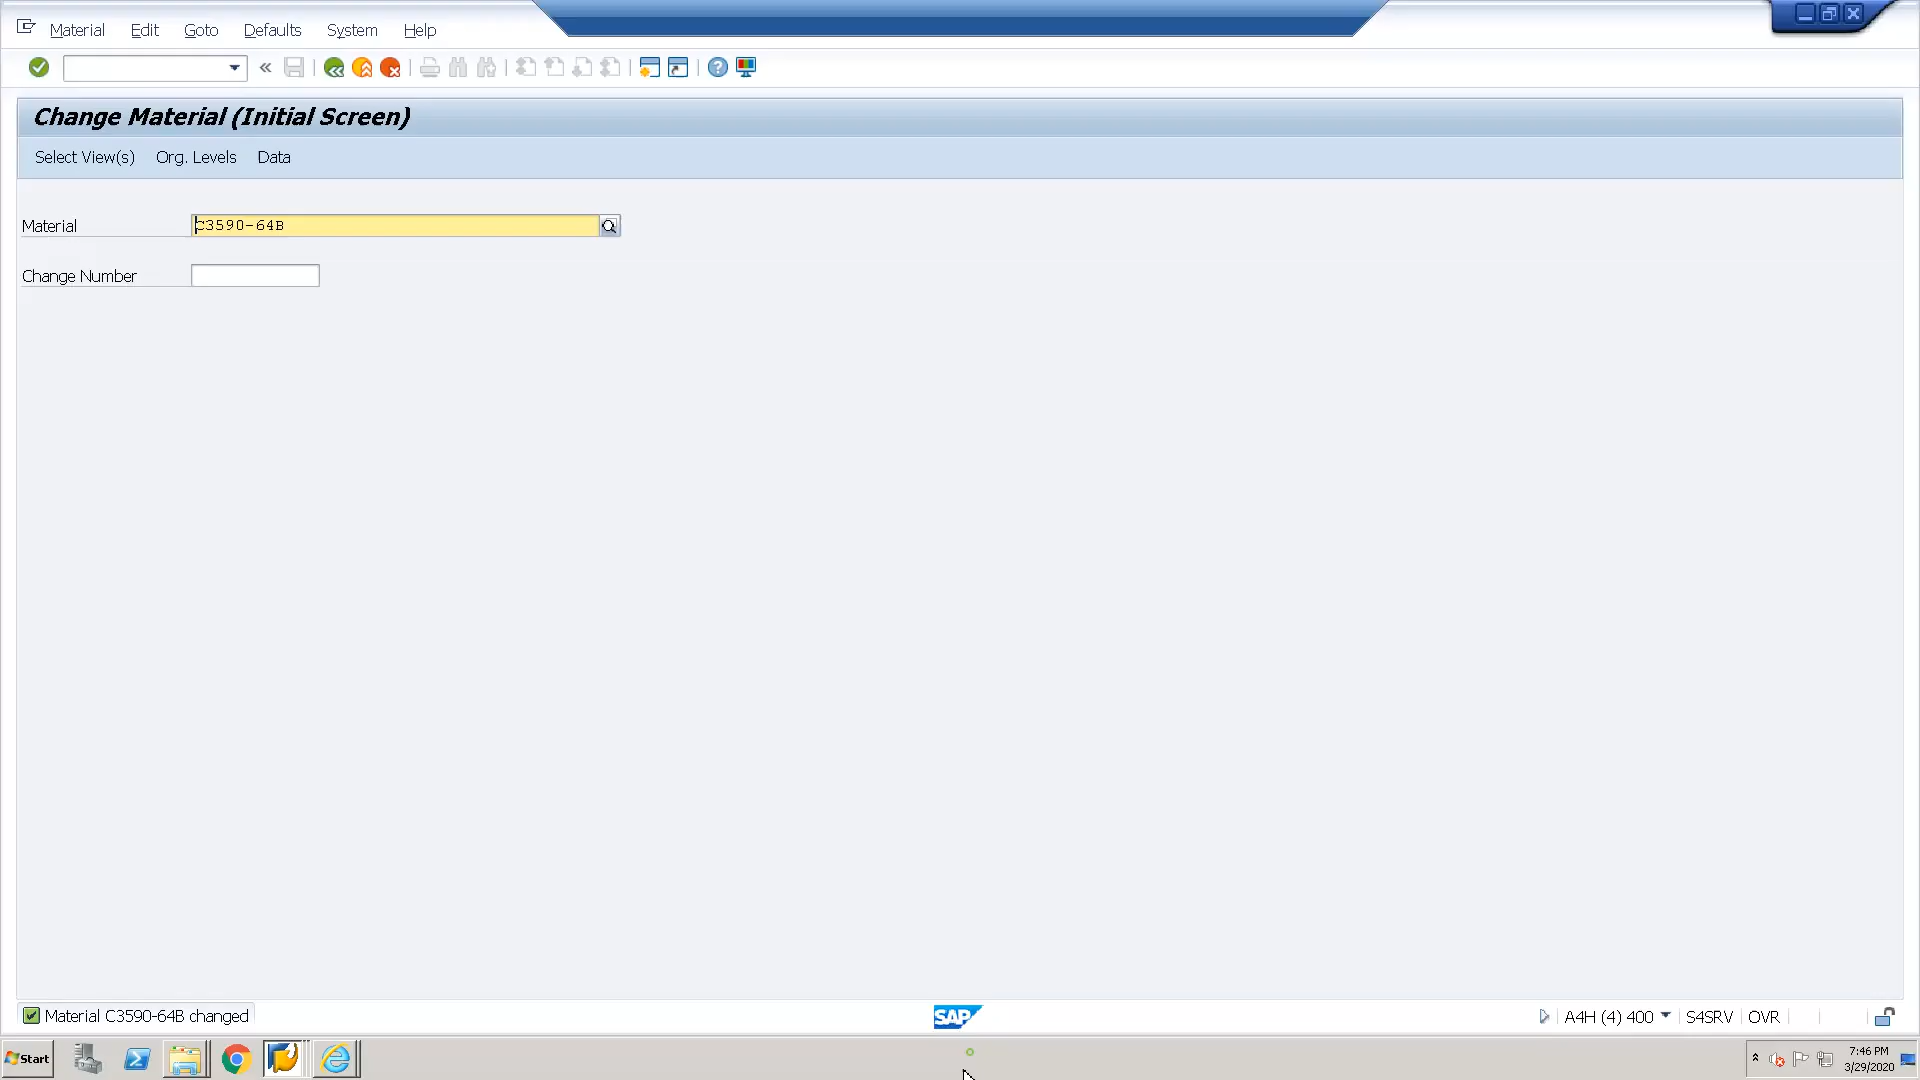 Material Edit Goto Defaults System Help
Change Material (Initial Screen)
Select View(s) Org. Levels Data
Material C3590-64B
Change Number
Material C3590-64B changed
SAP
A4H (4) 400 S4SRV OVR
Start
7:46 PM
3/29/2020